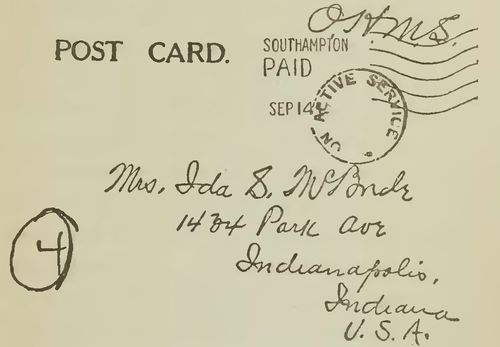 O.H.M.S.
POST CARD.
SOUTHAMPTON
PAID
SEP 14
ON ACTIVE SERVICE
Mrs. Ida S. McBride
1434 Park Ave
Indianapolis,
Indiana
U.S.A.
4